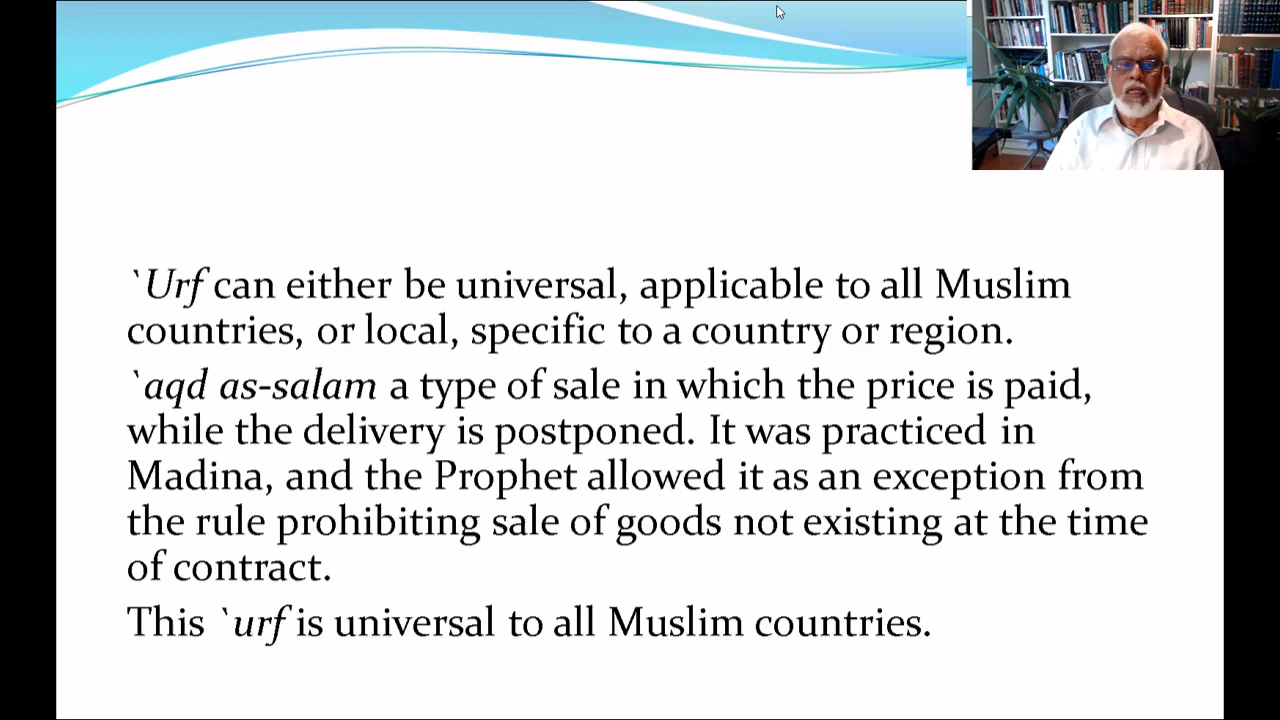 `Urf can either be universal, applicable to all Muslim
countries, or local, specific to a country or region.
`aqd as-salam a type of sale in which the price is paid,
while the delivery is postponed. It was practiced in
Madina, and the Prophet allowed it as an exception from
the rule prohibiting sale of goods not existing at the time
of contract.
This `urf is universal to all Muslim countries.